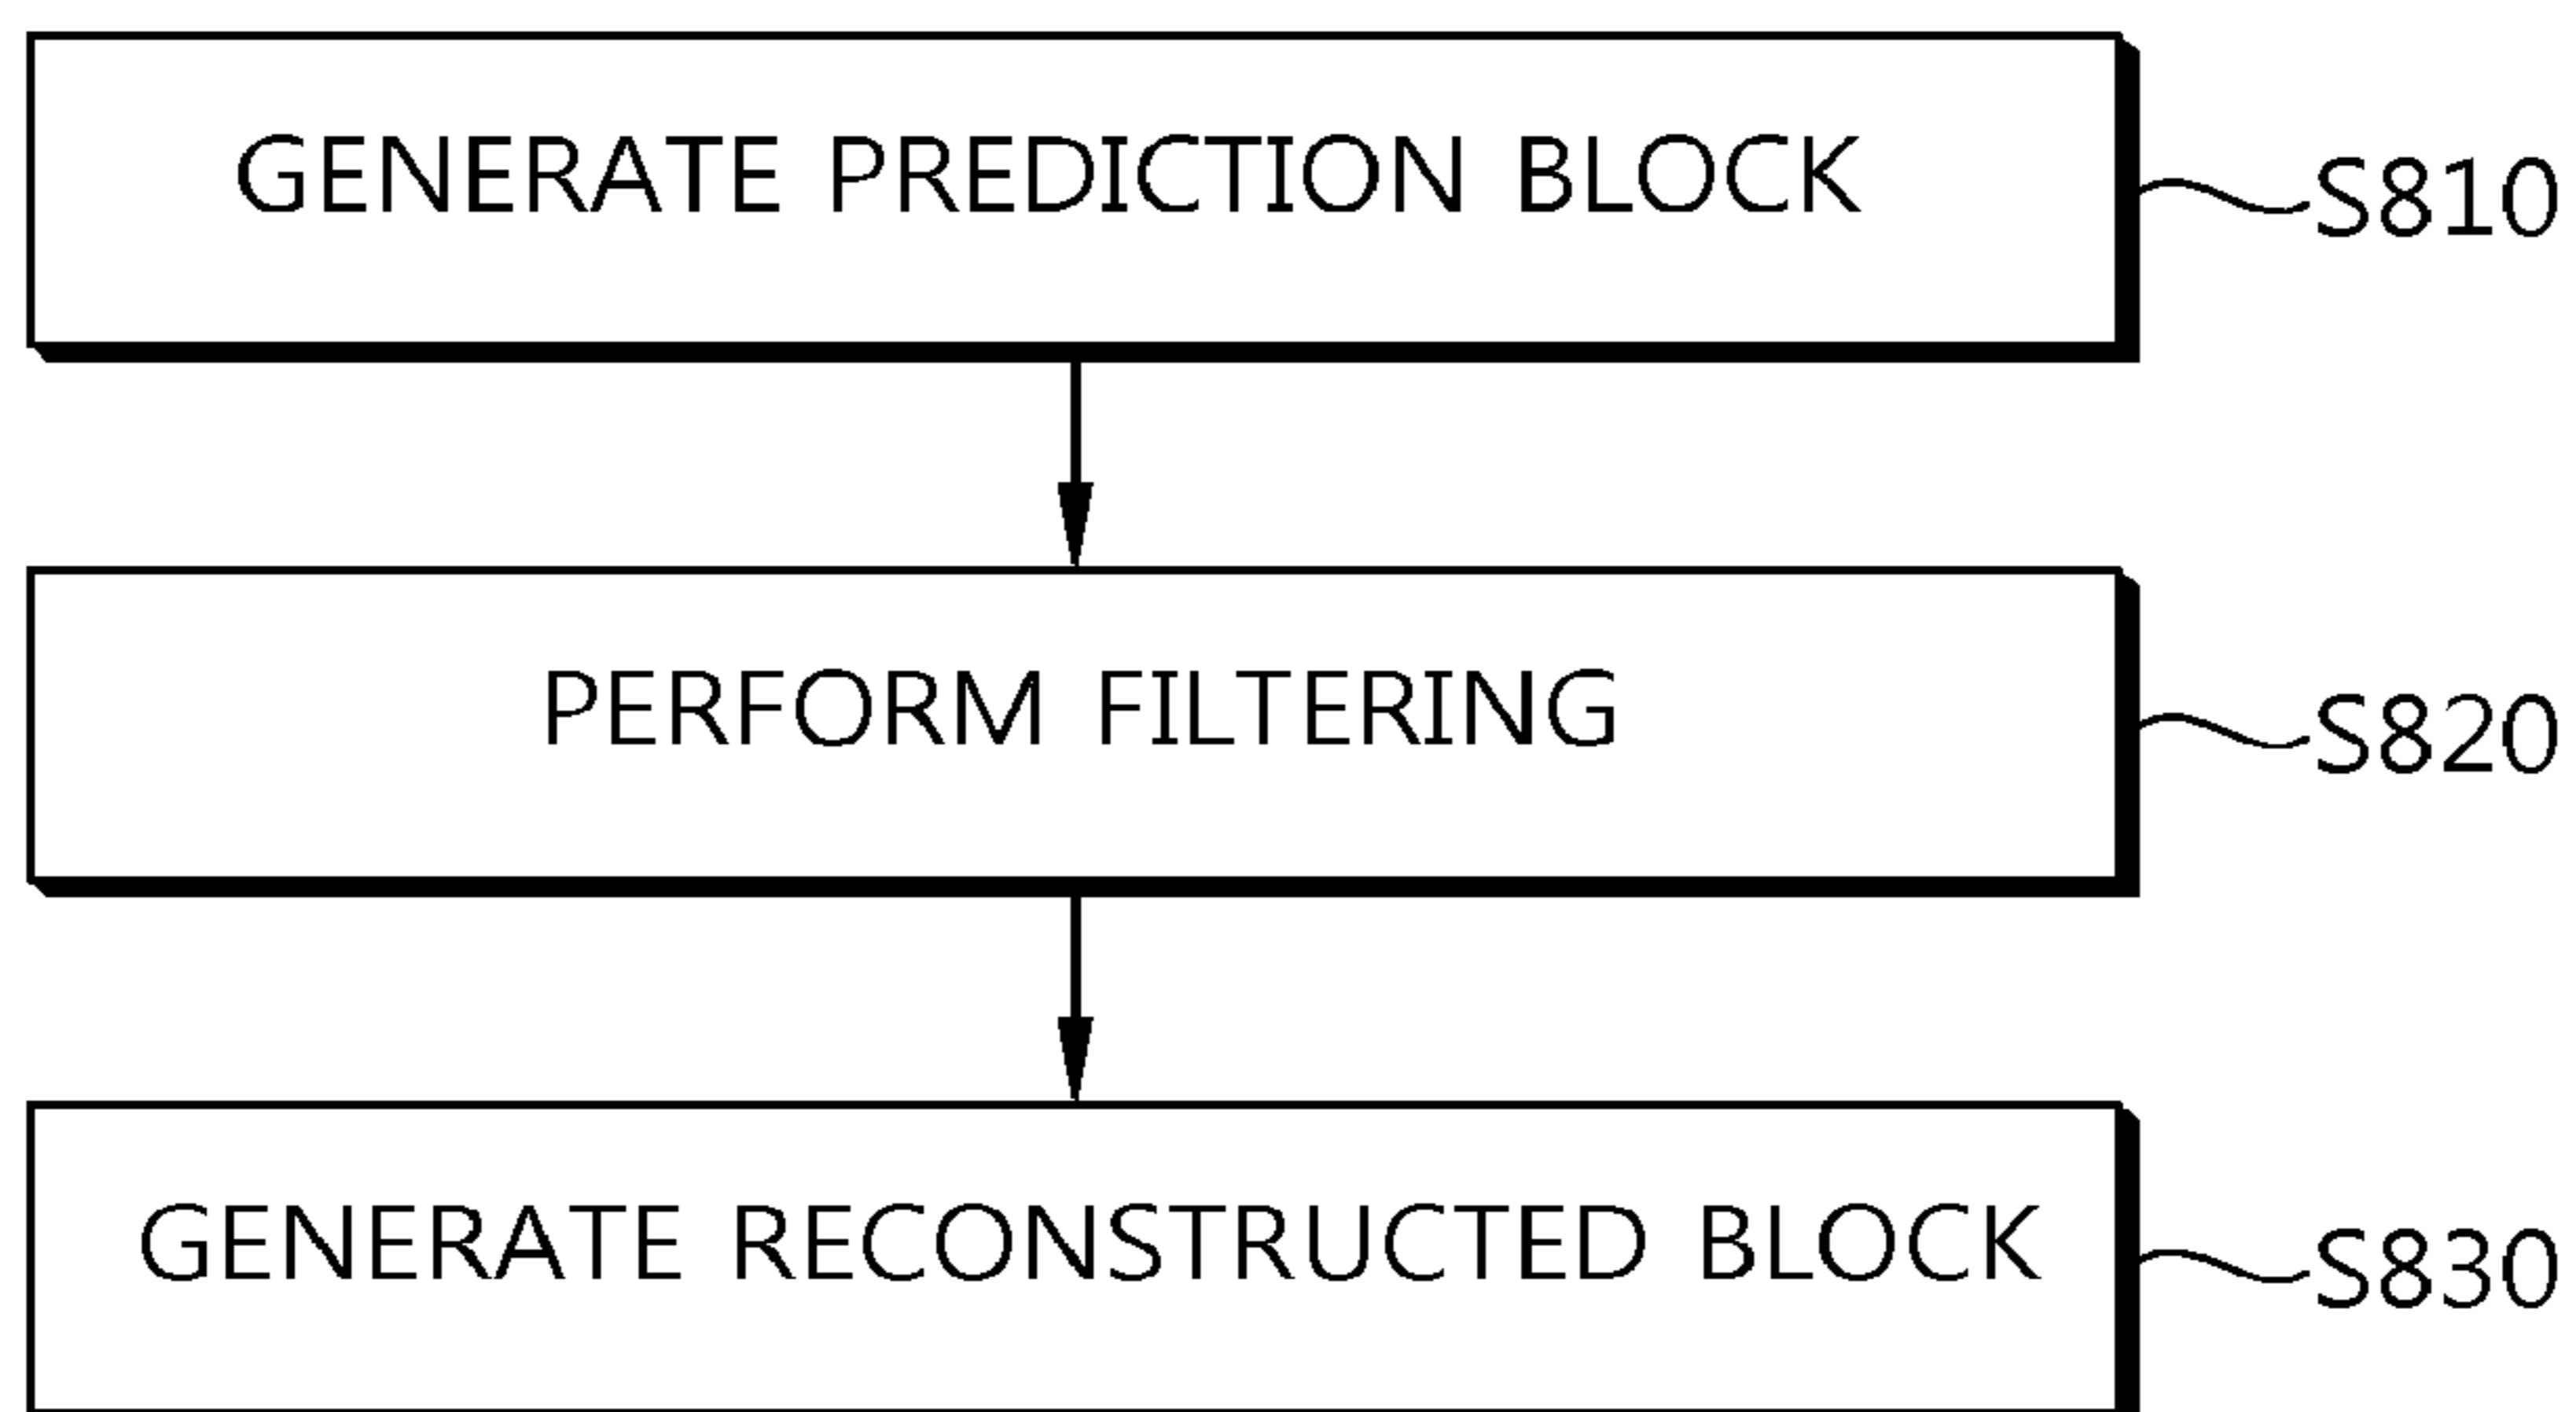 GENERATE PREDICTION BLOCK
S810
PERFORM FILTERING
S820
GENERATE RECONSTRUCTED BLOCK
S830